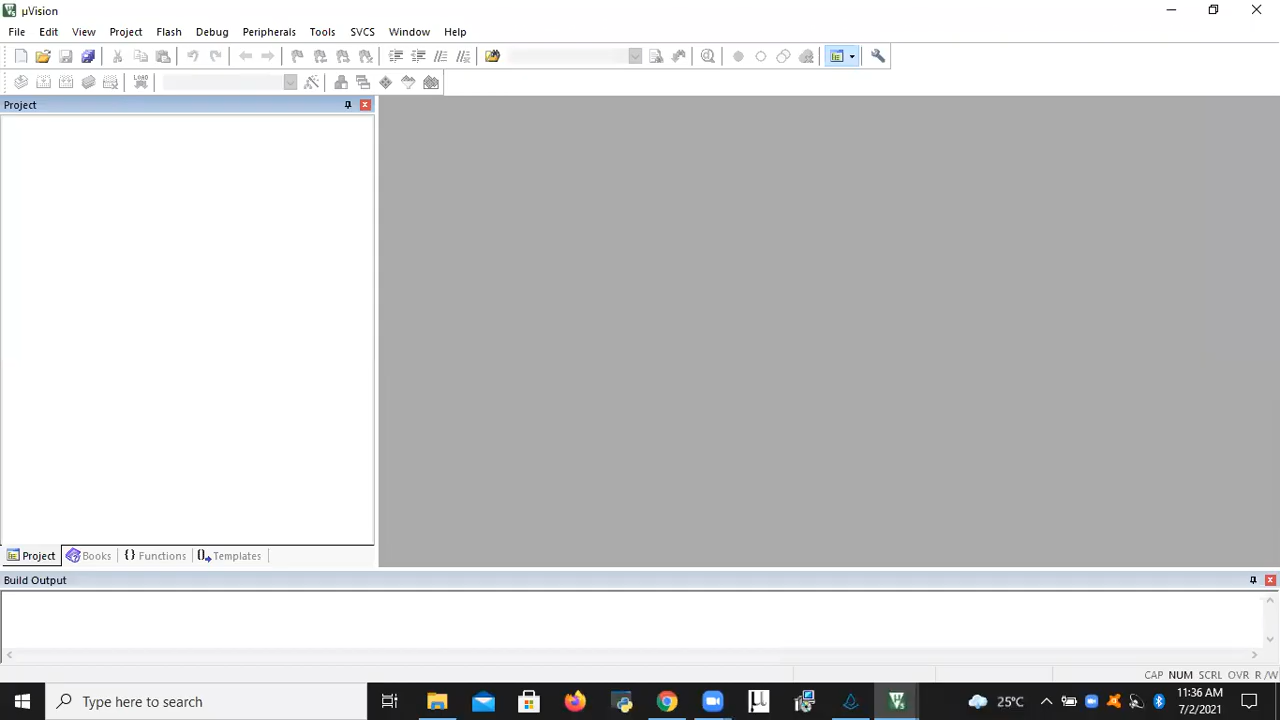 µVision
File Edit View Project Flash Debug Peripherals Tools SVCS Window Help
LOAD
Project
Project Books {} Functions {} Templates
Build Output
CAP NUM SCRL OVR R /W
Type here to search
µ
25°C
11:36 AM
7/2/2021